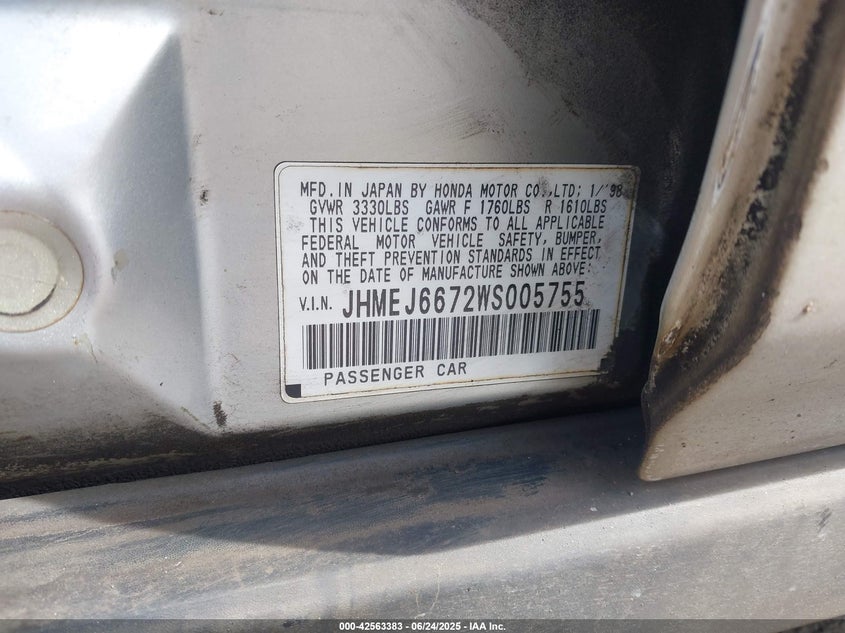 MFD. IN JAPAN BY HONDA MOTOR CO.,LTD; 1/'98
GVWR 3330LBS GAWR F 1760LBS R 1610LBS
THIS VEHICLE CONFORMS TO ALL APPLICABLE
FEDERAL MOTOR VEHICLE SAFETY, BUMPER,
AND THEFT PREVENTION STANDARDS IN EFFECT
ON THE DATE OF MANUFACTURE SHOWN ABOVE:
V.I.N. JHMEJ6672WS005755
PASSENGER CAR
000-42563383 - 06/24/2025 - IAA Inc.